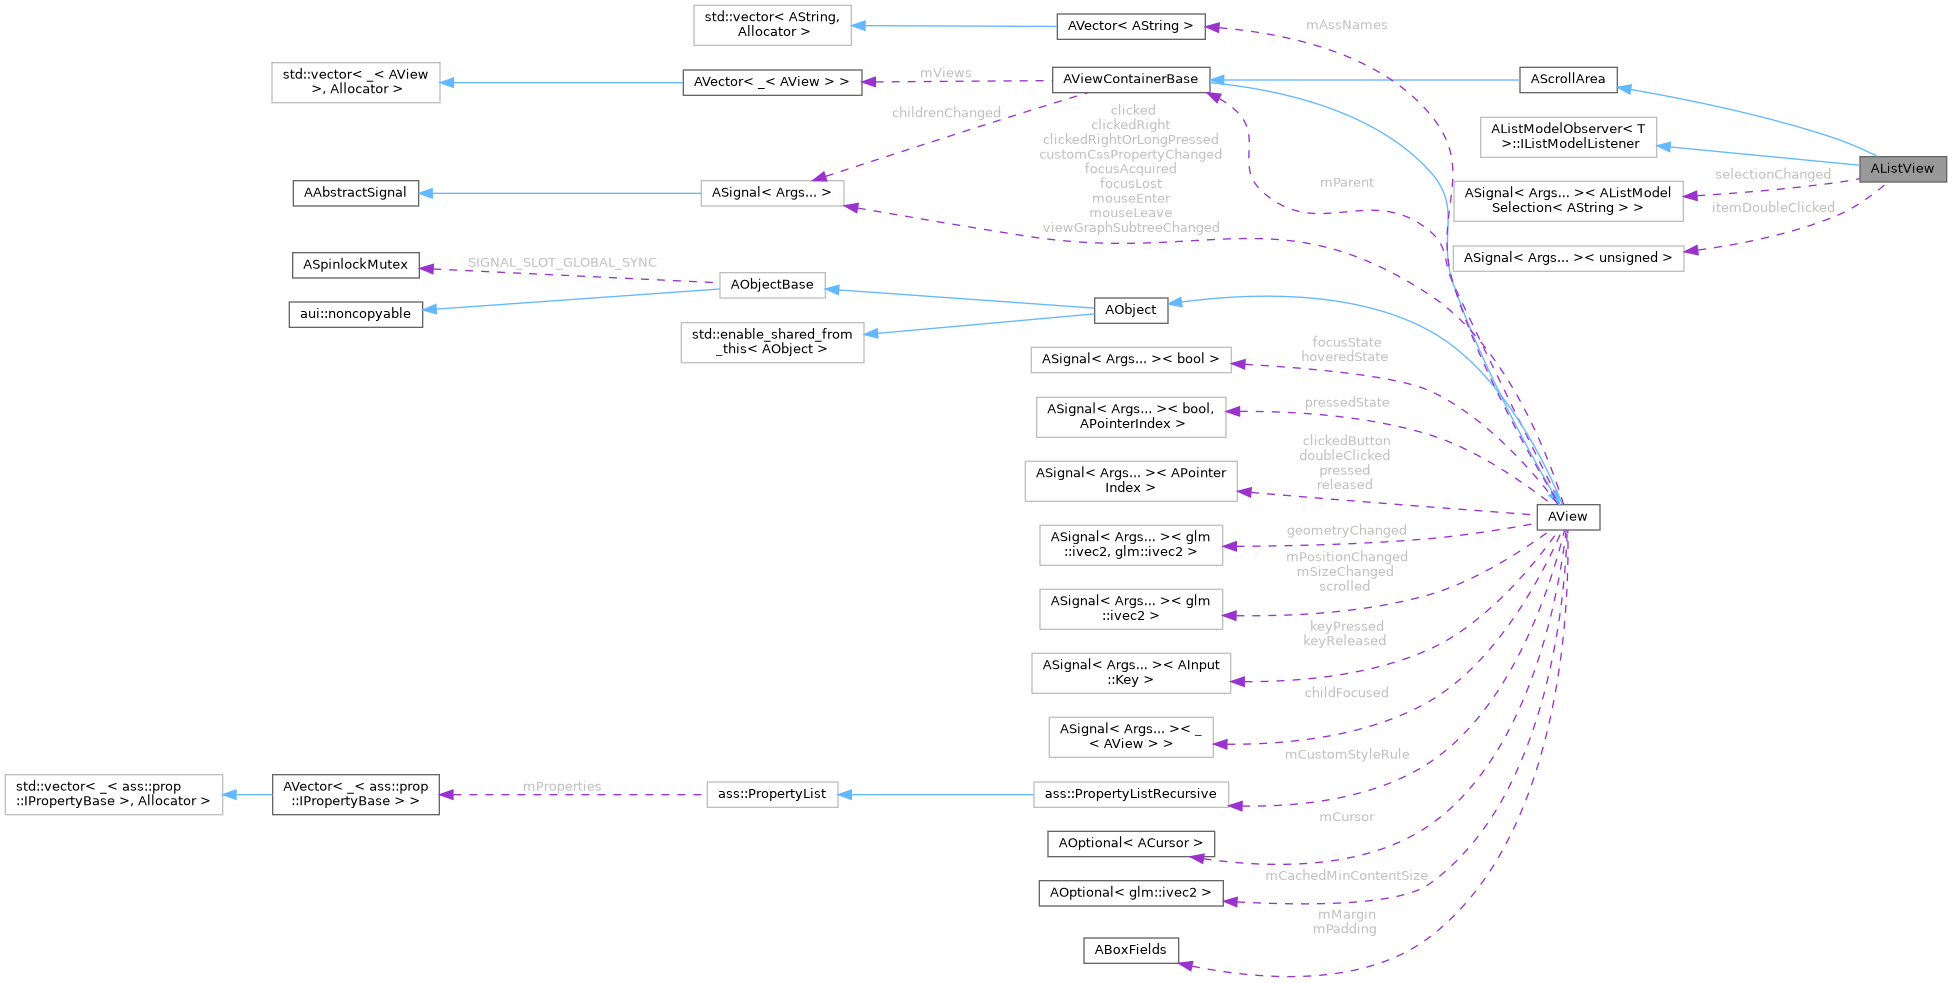 std::vector< AString,
Allocator >
AVector< AString >
mAssNames
std::vector< _< AView
>, Allocator >
AVector< _< AView > >
mViews
AViewContainerBase
AScrollArea
childrenChanged
clicked
clickedRight
clickedRightOrLongPressed
customCssPropertyChanged
focusAcquired
focusLost
mouseEnter
mouseLeave
viewGraphSubtreeChanged
AListModelObserver< T
>::IListModelListener
AListView
mParent
selectionChanged
itemDoubleClicked
AAbstractSignal
ASignal< Args... >
ASignal< Args... >< AListModel
Selection< AString > >
ASignal< Args... >< unsigned >
ASpinlockMutex
SIGNAL_SLOT_GLOBAL_SYNC
AObjectBase
aui::noncopyable
AObject
std::enable_shared_from
_this< AObject >
ASignal< Args... >< bool >
focusState
hoveredState
ASignal< Args... >< bool,
APointerIndex >
pressedState
ASignal< Args... >< APointer
Index >
clickedButton
doubleClicked
pressed
released
AView
ASignal< Args... >< glm
::ivec2, glm::ivec2 >
geometryChanged
mPositionChanged
mSizeChanged
scrolled
ASignal< Args... >< glm
::ivec2 >
keyPressed
keyReleased
ASignal< Args... >< AInput
::Key >
childFocused
ASignal< Args... >< _
< AView > >
mCustomStyleRule
std::vector< _< ass::prop
::IPropertyBase >, Allocator >
AVector< _< ass::prop
::IPropertyBase > >
mProperties
ass::PropertyList
ass::PropertyListRecursive
mCursor
AOptional< ACursor >
mCachedMinContentSize
AOptional< glm::ivec2 >
mMargin
mPadding
ABoxFields